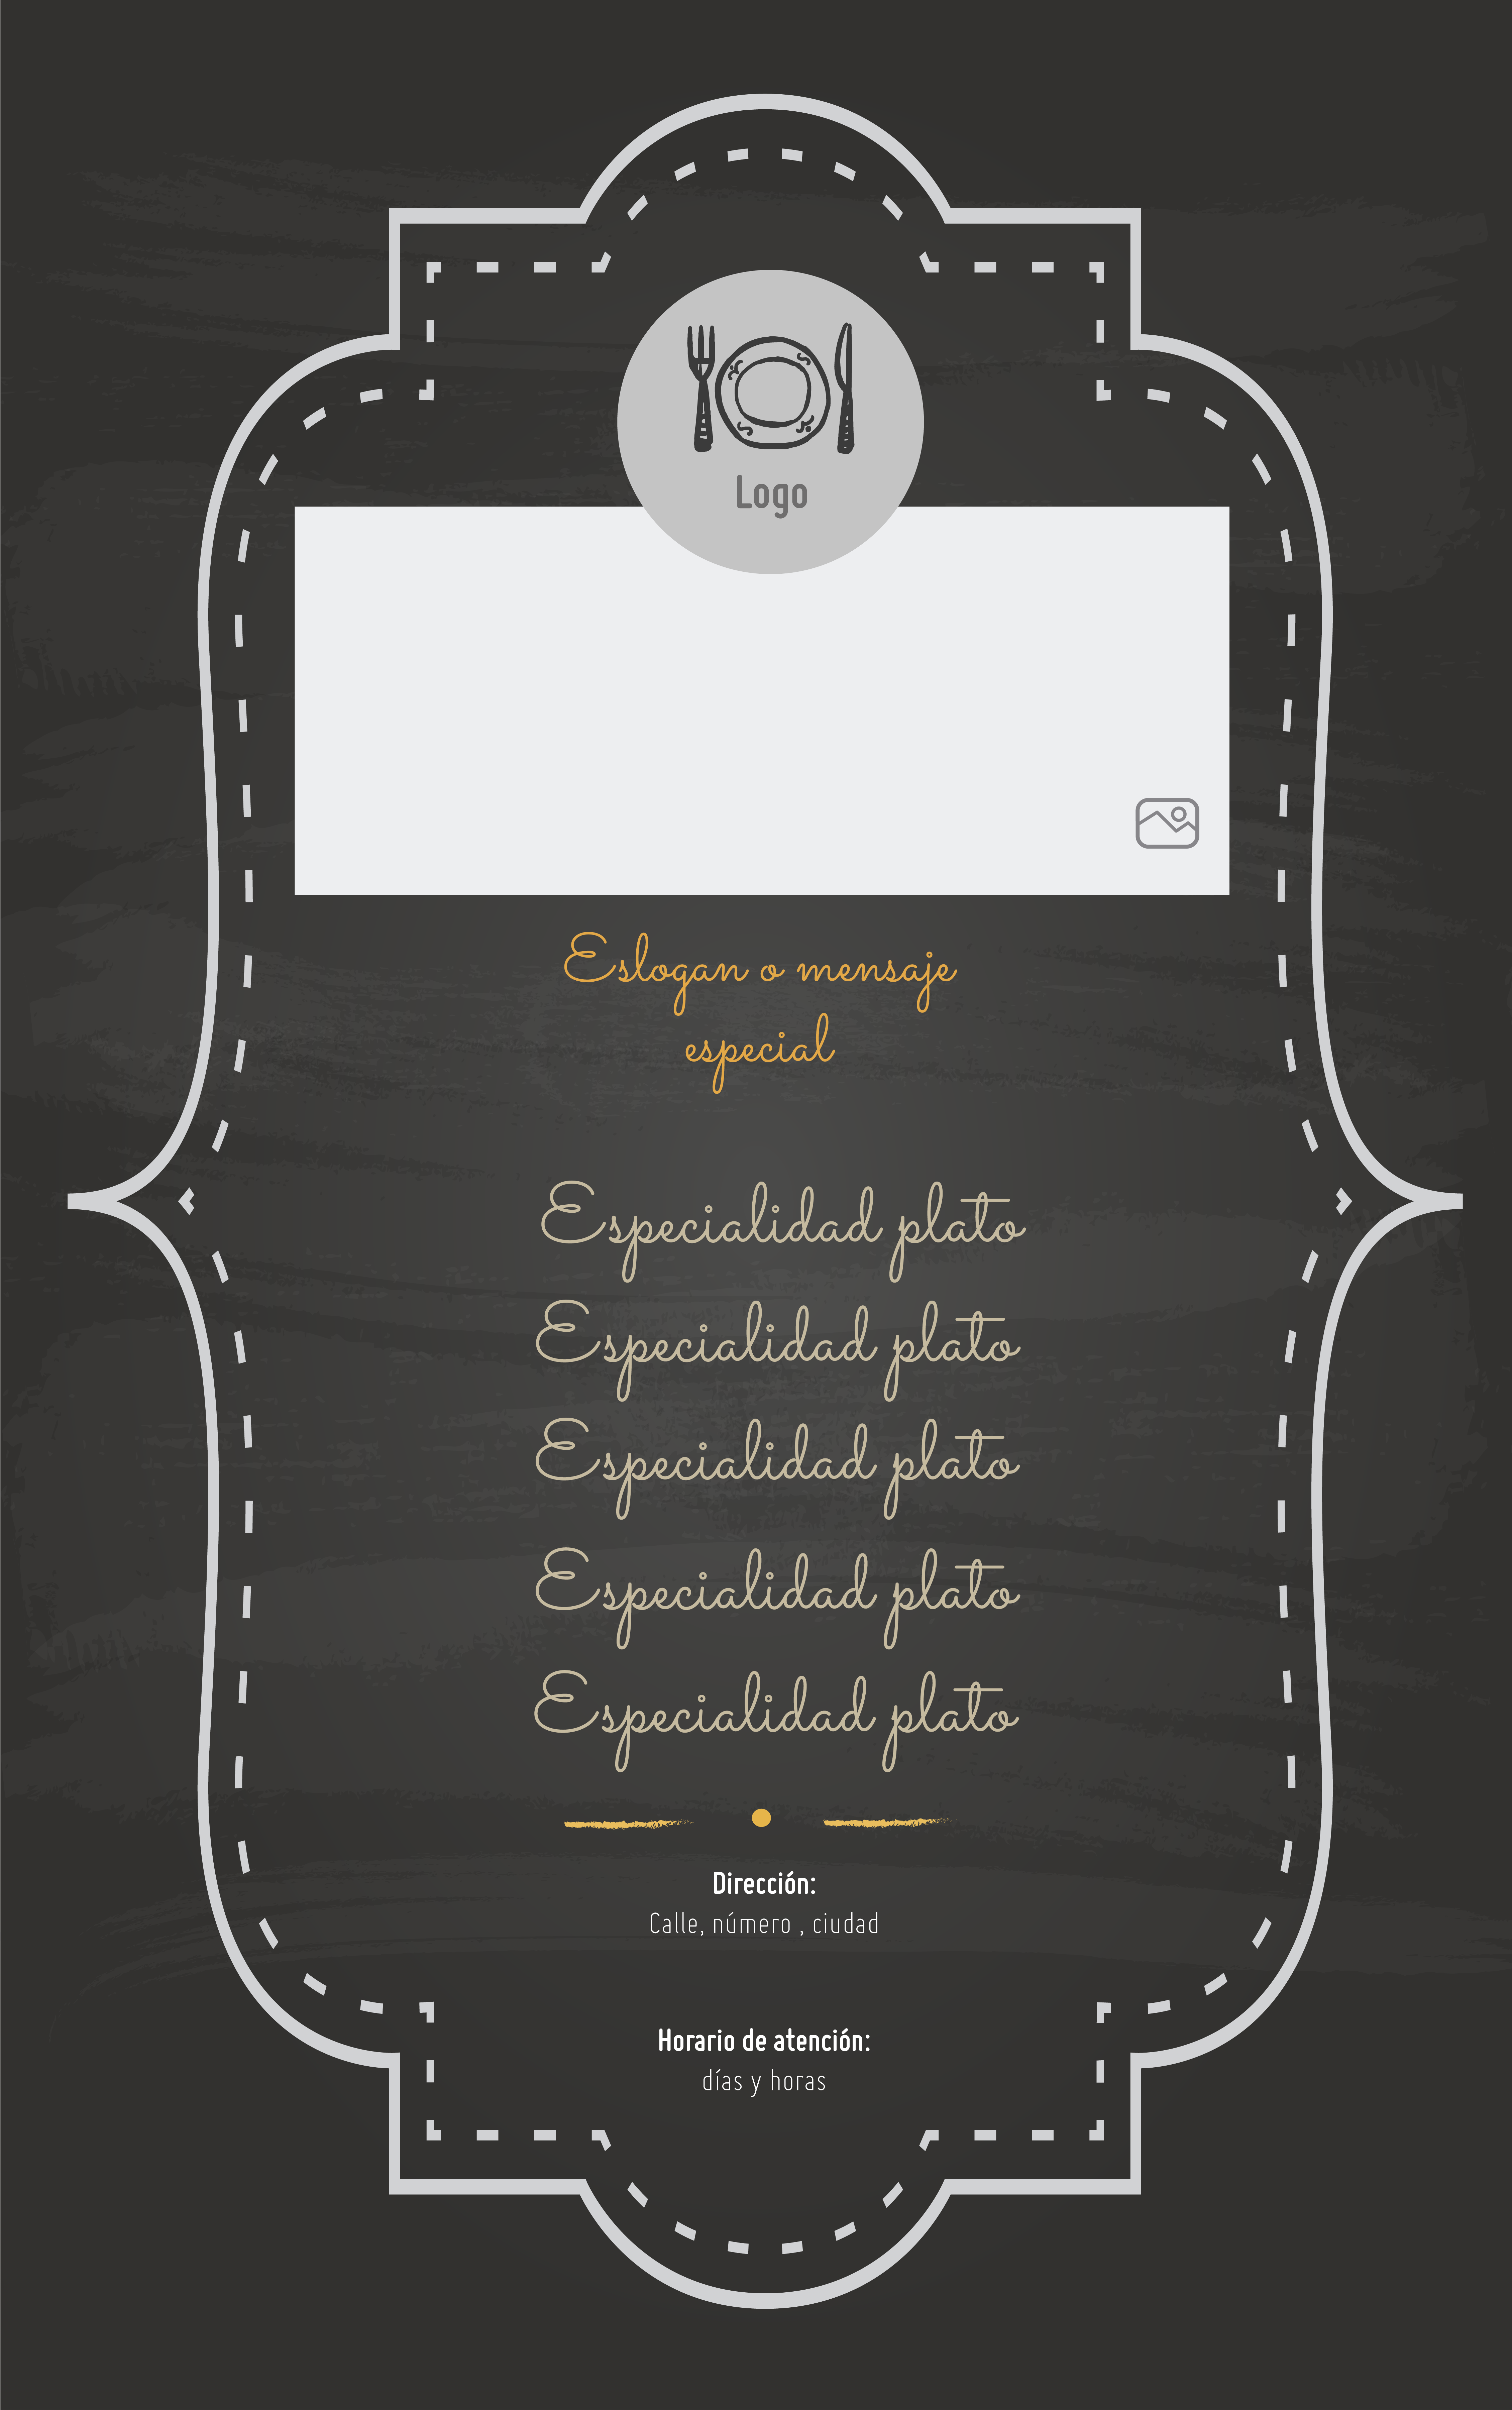 Logo
Eslogan o mensaje
especial
Especialidad plato
Especialidad plato
Especialidad plato
Especialidad plato
Especialidad plato
Dirección:
Calle, número , ciudad
Horario de atención:
días y horas